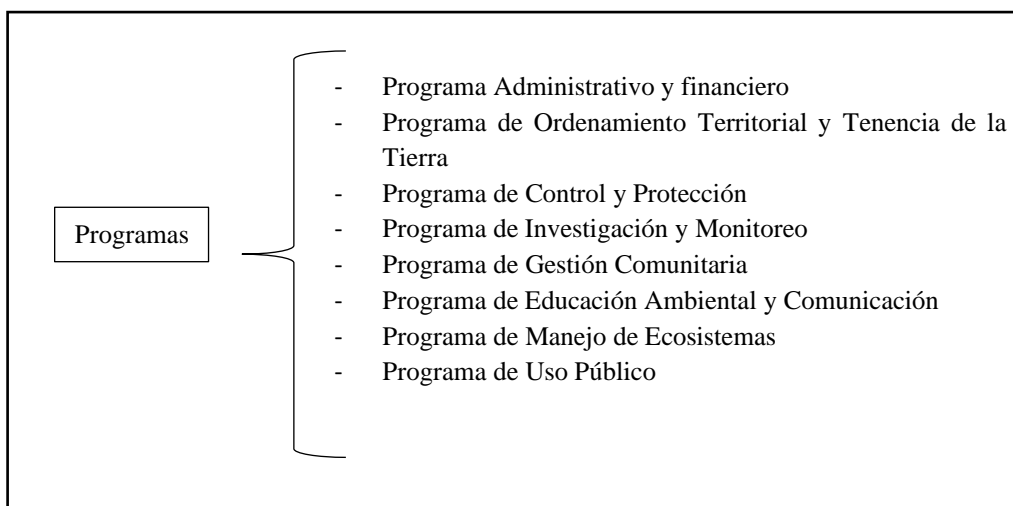 Programas
- Programa Administrativo y financiero
- Programa de Ordenamiento Territorial y Tenencia de la
Tierra
- Programa de Control y Protección
- Programa de Investigación y Monitoreo
- Programa de Gestión Comunitaria
- Programa de Educación Ambiental y Comunicación
- Programa de Manejo de Ecosistemas
- Programa de Uso Público